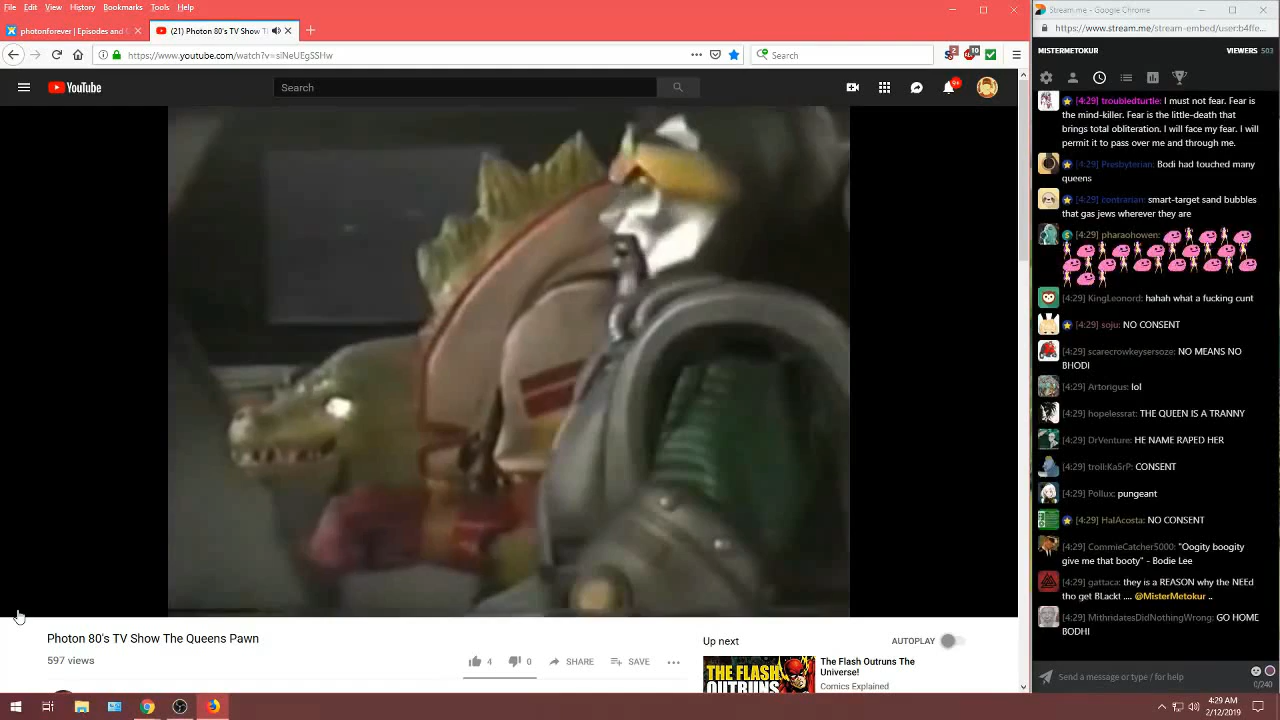 File Edit View History Bookmarks Tools Help
photonforever | Episodes and
(21) Photon 80's TV Show T
https://www.youtube.com/watch?v=siNeUEgSSHw
Search
2
10
YouTube
Search
9+
Photon 80's TV Show The Queens Pawn
597 views
4
0
SHARE
SAVE
Up next
AUTOPLAY
THE FLASH
OUTRUNS
The Flash Outruns The
Universe!
Comics Explained
Stream.me - Google Chrome
https://www.stream.me/stream-embed/user:b4ffe...
MISTERMETOKUR
VIEWERS 503
[4:29] troubledturtle: I must not fear. Fear is
the mind-killer. Fear is the little-death that
brings total obliteration. I will face my fear. I will
permit it to pass over me and through me.
[4:29] Presbyterian: Bodi had touched many
queens
[4:29] contrarian: smart-target sand bubbles
that gas jews wherever they are
[4:29] pharaohowen:
[4:29] KingLeonord: hahah what a fucking cunt
[4:29] soju: NO CONSENT
[4:29] scarecrowkeysersoze: NO MEANS NO
BHODI
[4:29] Artorigus: lol
[4:29] hopelessrat: THE QUEEN IS A TRANNY
[4:29] DrVenture: HE NAME RAPED HER
[4:29] troll:KaSrP: CONSENT
[4:29] Pollux: pungeant
[4:29] HalAcosta: NO CONSENT
[4:29] CommieCatcher5000: "Oogity boogity
give me that booty" - Bodie Lee
[4:29] gattaca: they is a REASON why the NEEd
tho get BLackt .... @MisterMetokur ..
[4:29] MithridatesDidNothingWrong: GO HOME
BODHI
Send a message or type / for help
0/240
4:29 AM
2/12/2019